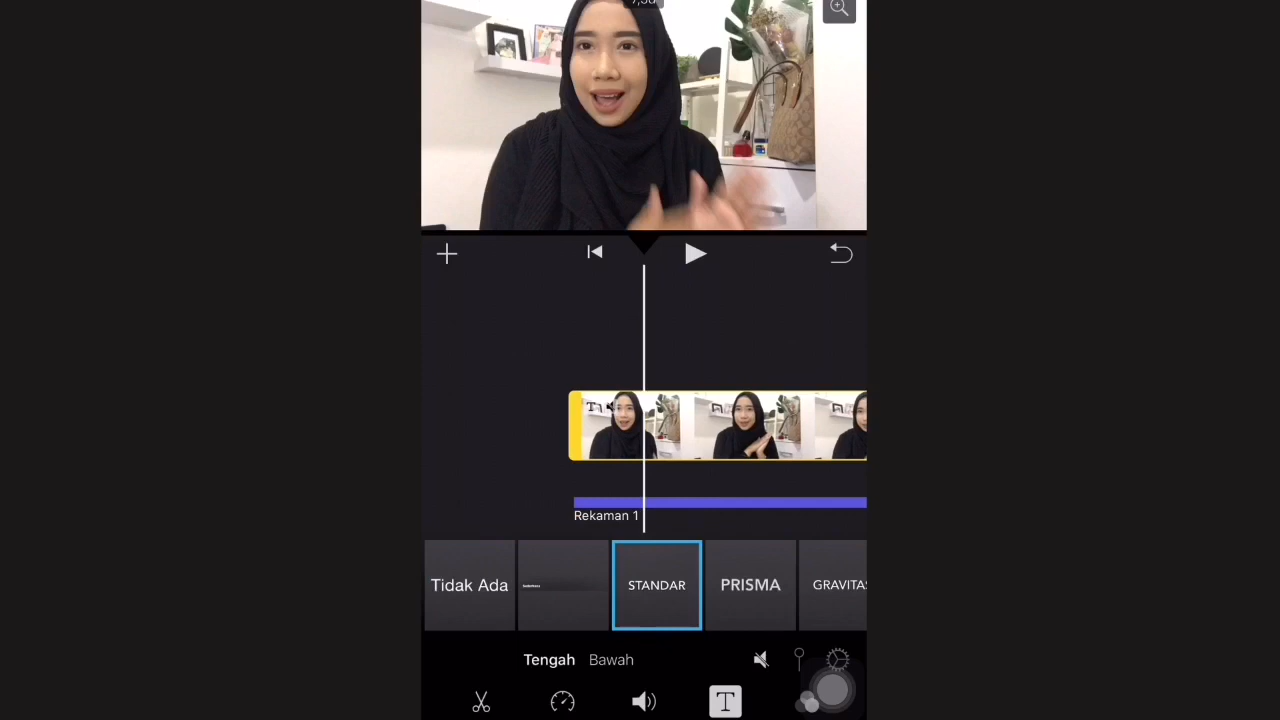 Rekaman 1
Tidak Ada
STANDAR
PRISMA
GRAVITAS
Tengah Bawah
T